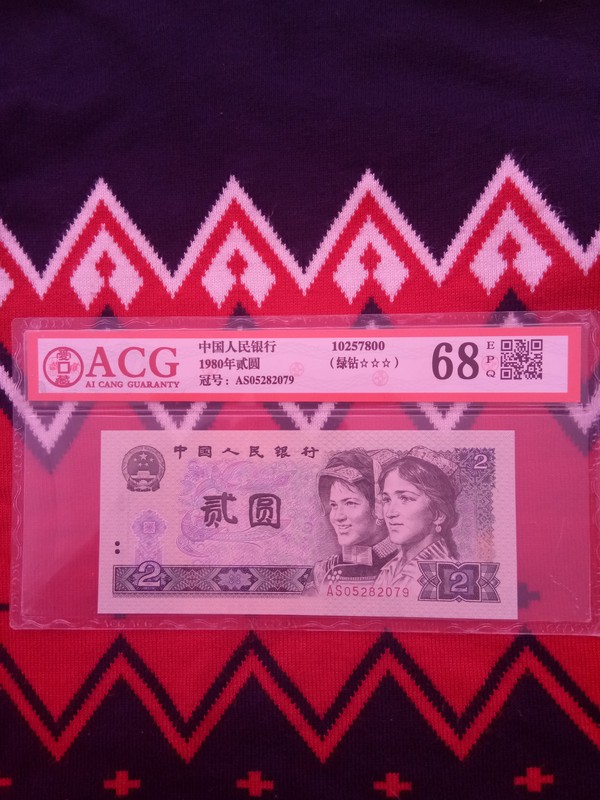 ACG
AI CANG GUARANTY
中国人民银行
1980年贰圆
冠号：AS05282079
10257800
（绿钻☆☆☆）
68
EPQ
中国人民银行
贰圆
2
2
AS05282079
2